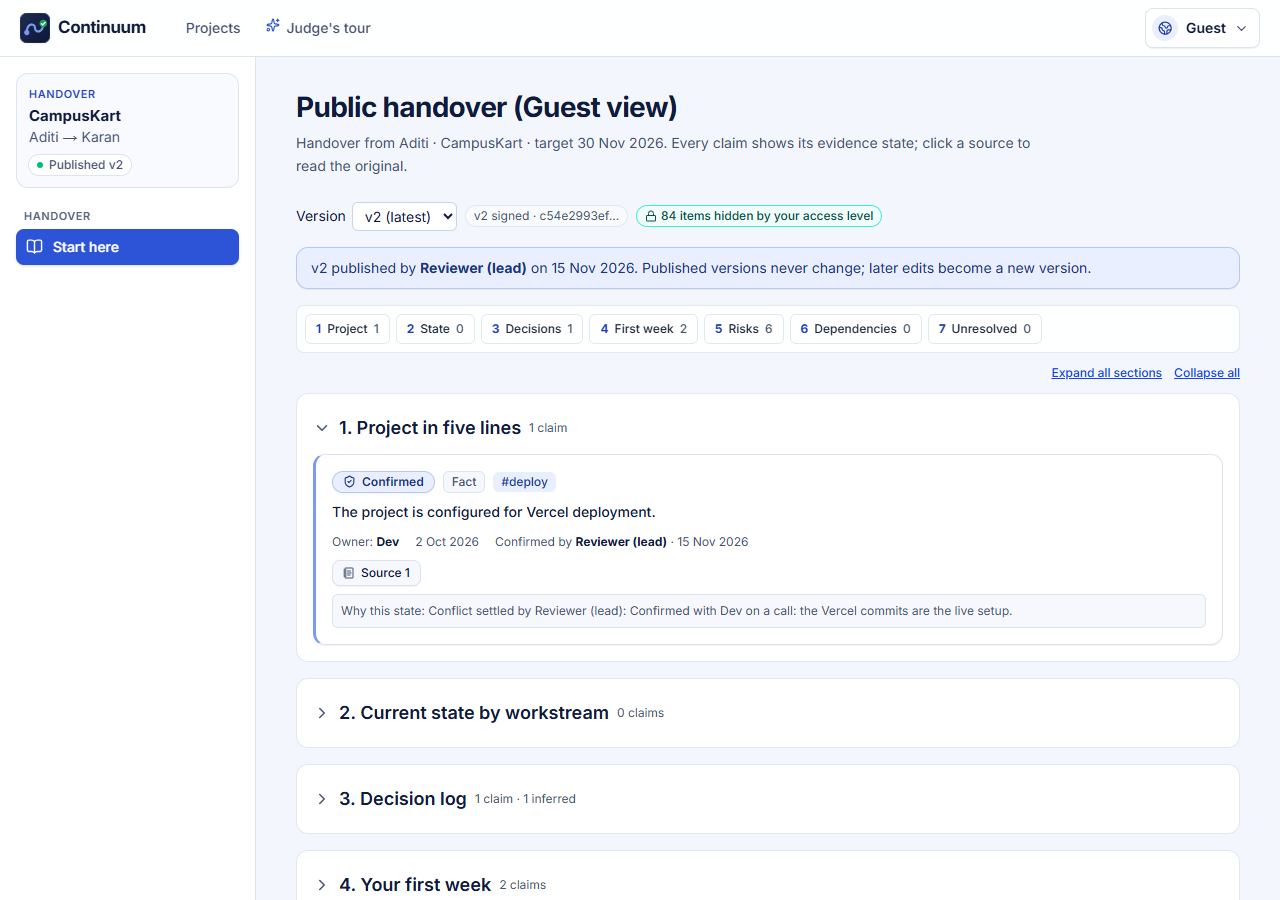 Continuum
Projects
Judge's tour
Guest
HANDOVER
CampusKart
Aditi → Karan
Published v2
HANDOVER
Start here
Public handover (Guest view)
Handover from Aditi · CampusKart · target 30 Nov 2026. Every claim shows its evidence state; click a source to
read the original.
Version v2 (latest) v2 signed · c54e2993ef… 84 items hidden by your access level
v2 published by Reviewer (lead) on 15 Nov 2026. Published versions never change; later edits become a new version.
1 Project 1 2 State 0 3 Decisions 1 4 First week 2 5 Risks 6 6 Dependencies 0 7 Unresolved 0
Expand all sections Collapse all
1. Project in five lines 1 claim
Confirmed Fact #deploy
The project is configured for Vercel deployment.
Owner: Dev 2 Oct 2026 Confirmed by Reviewer (lead) · 15 Nov 2026
Source 1
Why this state: Conflict settled by Reviewer (lead): Confirmed with Dev on a call: the Vercel commits are the live setup.
2. Current state by workstream 0 claims
3. Decision log 1 claim · 1 inferred
4. Your first week 2 claims